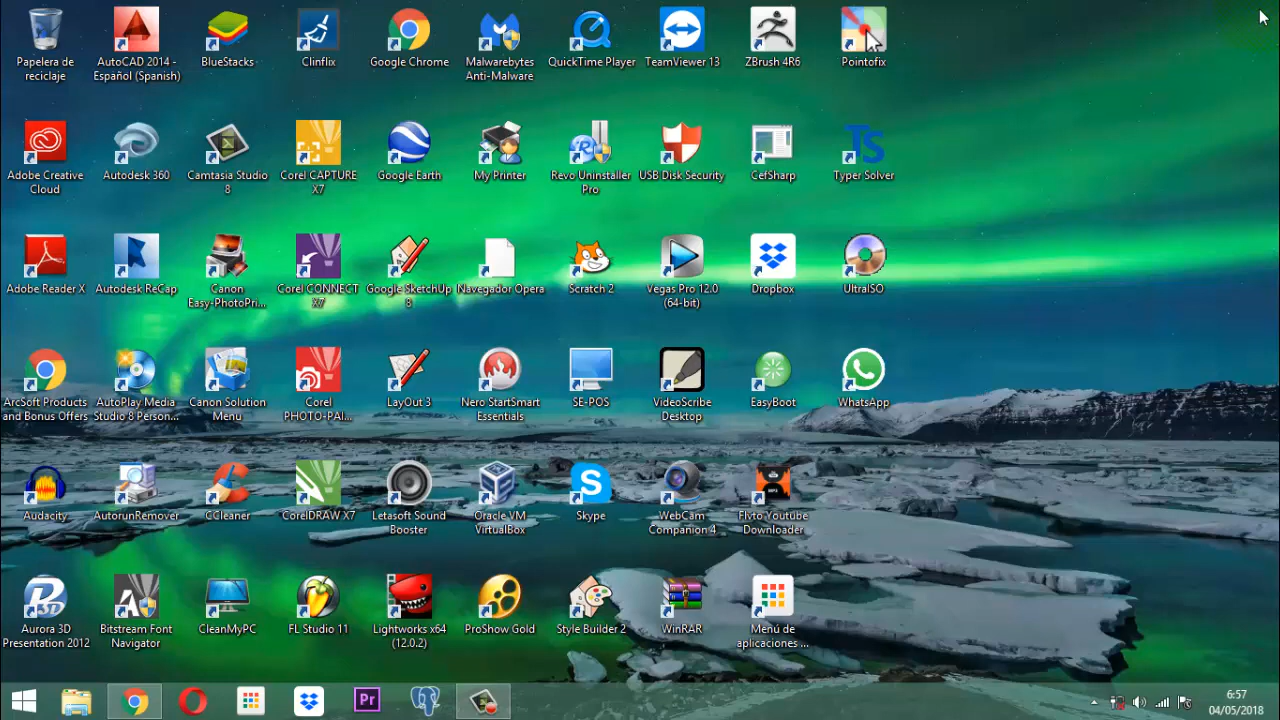 Papelera de
reciclaje
AutoCAD 2014 -
Español (Spanish)
BlueStacks
Clinflix
Google Chrome
Malwarebytes
Anti-Malware
QuickTime Player
TeamViewer 13
ZBrush 4R6
Pointofix
Adobe Creative
Cloud
Autodesk 360
Camtasia Studio
8
Corel CAPTURE
X7
Google Earth
My Printer
Revo Uninstaller
Pro
USB Disk Security
CefSharp
Ts
Typer Solver
Adobe Reader X
Autodesk ReCap
Canon
Easy-PhotoPri...
Corel CONNECT
X7
Google SketchUp
8
Navegador Opera
Scratch 2
Vegas Pro 12.0
(64-bit)
Dropbox
UltraISO
ArcSoft Products
and Bonus Offers
AutoPlay Media
Studio 8 Person...
Canon Solution
Menu
Corel
PHOTO-PAI...
LayOut 3
Nero StartSmart
Essentials
SE-POS
VideoScribe
Desktop
EasyBoot
WhatsApp
Audacity
AutorunRemover
CCleaner
CorelDRAW X7
Letasoft Sound
Booster
Oracle VM
VirtualBox
Skype
WebCam
Companion 4
Flvto Youtube
Downloader
Aurora 3D
Presentation 2012
Bitstream Font
Navigator
CleanMyPC
FL Studio 11
Lightworks x64
(12.0.2)
ProShow Gold
Style Builder 2
WinRAR
Menú de
aplicaciones ...
Pr
6:57
04/05/2018